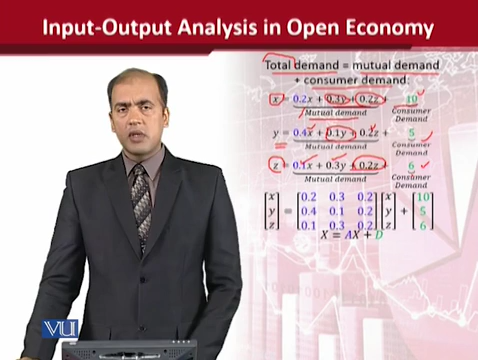 Input-Output Analysis in Open Economy
Total demand = mutual demand
+ consumer demand:
x = 0.2x + 0.3y + 0.2z + 10
Mutual demand Consumer
Demand
y = 0.4x + 0.1y + 0.2z + 5
Mutual demand Consumer
Demand
z = 0.1x + 0.3y + 0.2z + 6
Mutual demand Consumer
Demand
[x] = [0.2 0.3 0.2] [x] + [10]
[y] [0.4 0.1 0.2] [y] [5]
[z] [0.1 0.3 0.2] [z] [6]
X = AX + D
VU